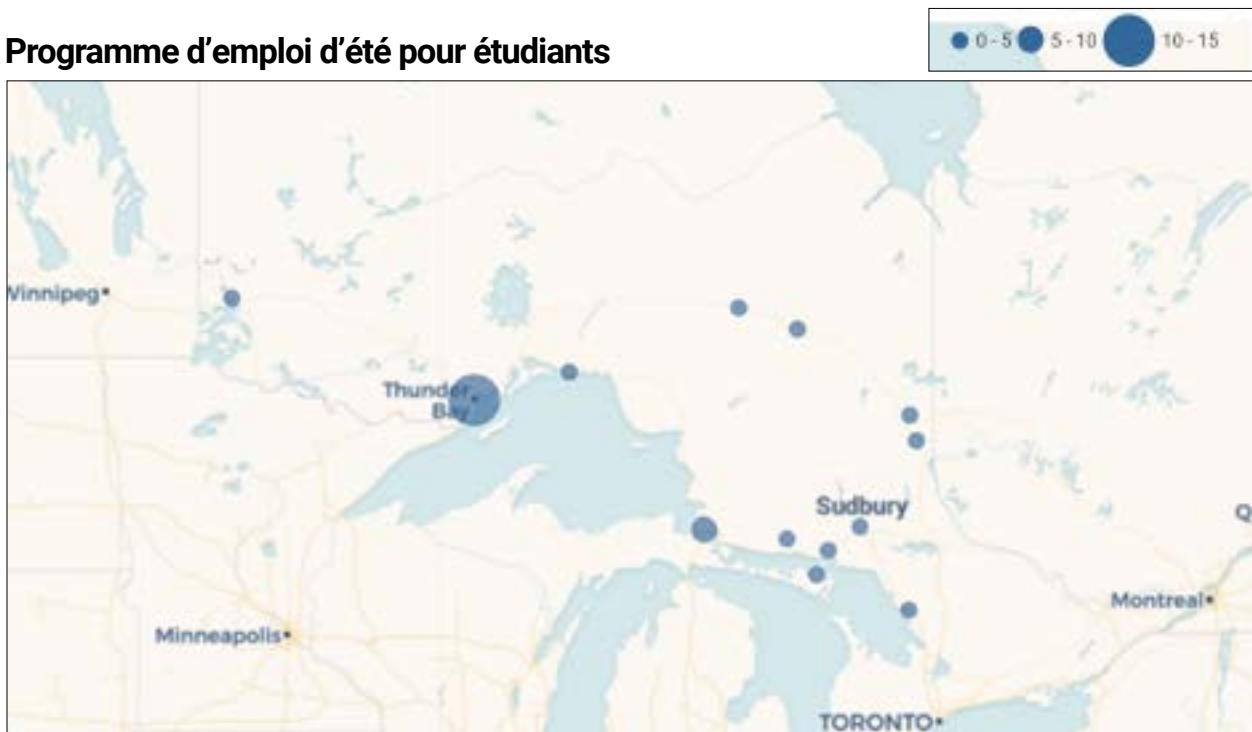 Programme d’emploi d’été pour étudiants
0 - 5 5 - 10 10 - 15
Winnipeg
Thunder
Bay
Sudbury
Q
Montreal
Minneapolis
TORONTO